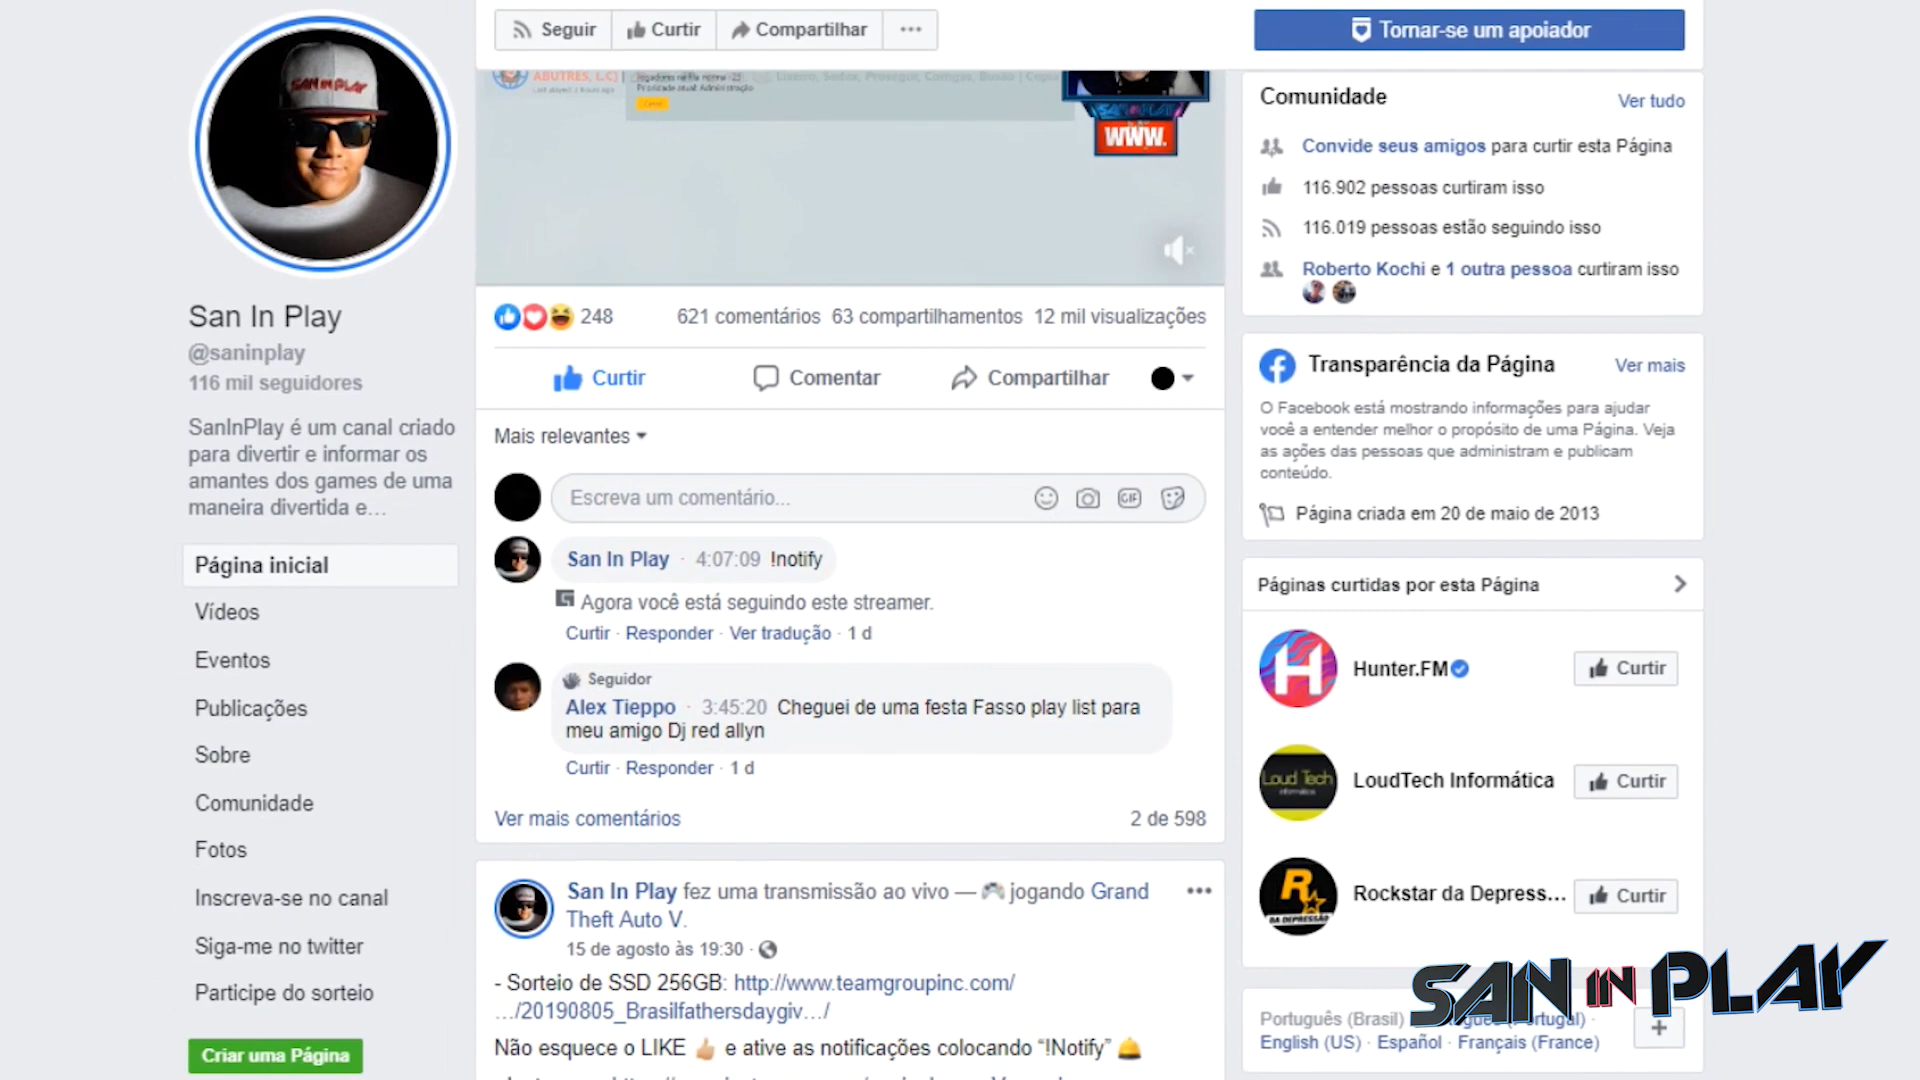 SAN IN PLAY
San In Play
@saninplay
116 mil seguidores
SanInPlay é um canal criado
para divertir e informar os
amantes dos games de uma
maneira divertida e…
Página inicial
Vídeos
Eventos
Publicações
Sobre
Comunidade
Fotos
Inscreva-se no canal
Siga-me no twitter
Participe do sorteio
Criar uma Página
Seguir
Curtir
Compartilhar
ABUTRES, L.C
Prioridade atual: Administração
WWW.
248
621 comentários 63 compartilhamentos 12 mil visualizações
Curtir
Comentar
Compartilhar
Mais relevantes
Escreva um comentário...
GIF
San In Play · 4:07:09 !notify
Agora você está seguindo este streamer.
Curtir · Responder · Ver tradução · 1 d
Seguidor
Alex Tieppo · 3:45:20 Cheguei de uma festa Fasso play list para
meu amigo Dj red allyn
Curtir · Responder · 1 d
Ver mais comentários
2 de 598
San In Play fez uma transmissão ao vivo — 🎮 jogando Grand
Theft Auto V.
15 de agosto às 19:30 ·
- Sorteio de SSD 256GB: http://www.teamgroupinc.com/
…/20190805_Brasilfathersdaygiv…/
Não esquece o LIKE 👍 e ative as notificações colocando “!Notify” 🔔
Tornar-se um apoiador
Comunidade
Ver tudo
Convide seus amigos para curtir esta Página
116.902 pessoas curtiram isso
116.019 pessoas estão seguindo isso
Roberto Kochi e 1 outra pessoa curtiram isso
Transparência da Página
Ver mais
O Facebook está mostrando informações para ajudar
você a entender melhor o propósito de uma Página. Veja
as ações das pessoas que administram e publicam
conteúdo.
Página criada em 20 de maio de 2013
Páginas curtidas por esta Página
H
Hunter.FM
Curtir
Loud Tech
LoudTech Informática
Curtir
R
DA DEPRESSÃO
Rockstar da Depress...
Curtir
SAN IN PLAY
Português (Brasil)
English (US) · Español · Français (France)